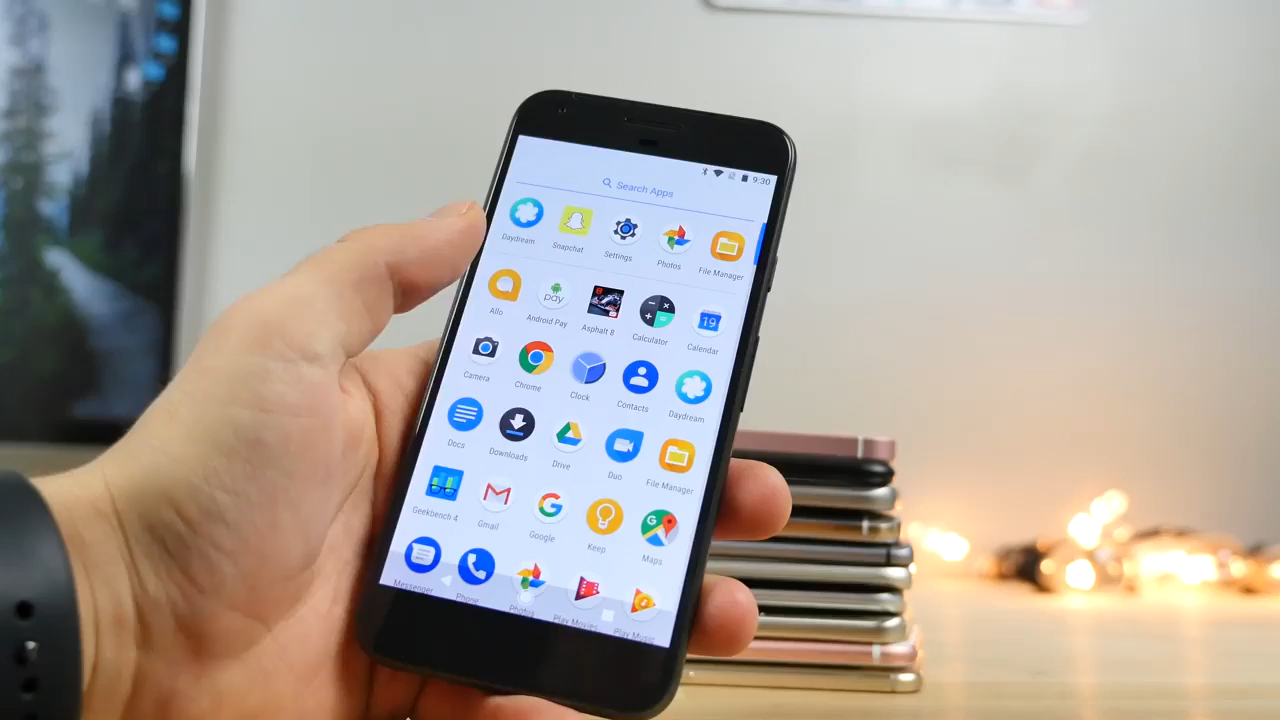 9:30
Search Apps
Daydream Snapchat Settings Photos File Manager
pay
19
Allo Android Pay Asphalt 8 Calculator Calendar
Camera Chrome Clock Contacts Daydream
Docs Downloads Drive Duo File Manager
G
Geekbench 4 Gmail Google Keep Maps
Messenger Phone Photos Play Movies Play Music